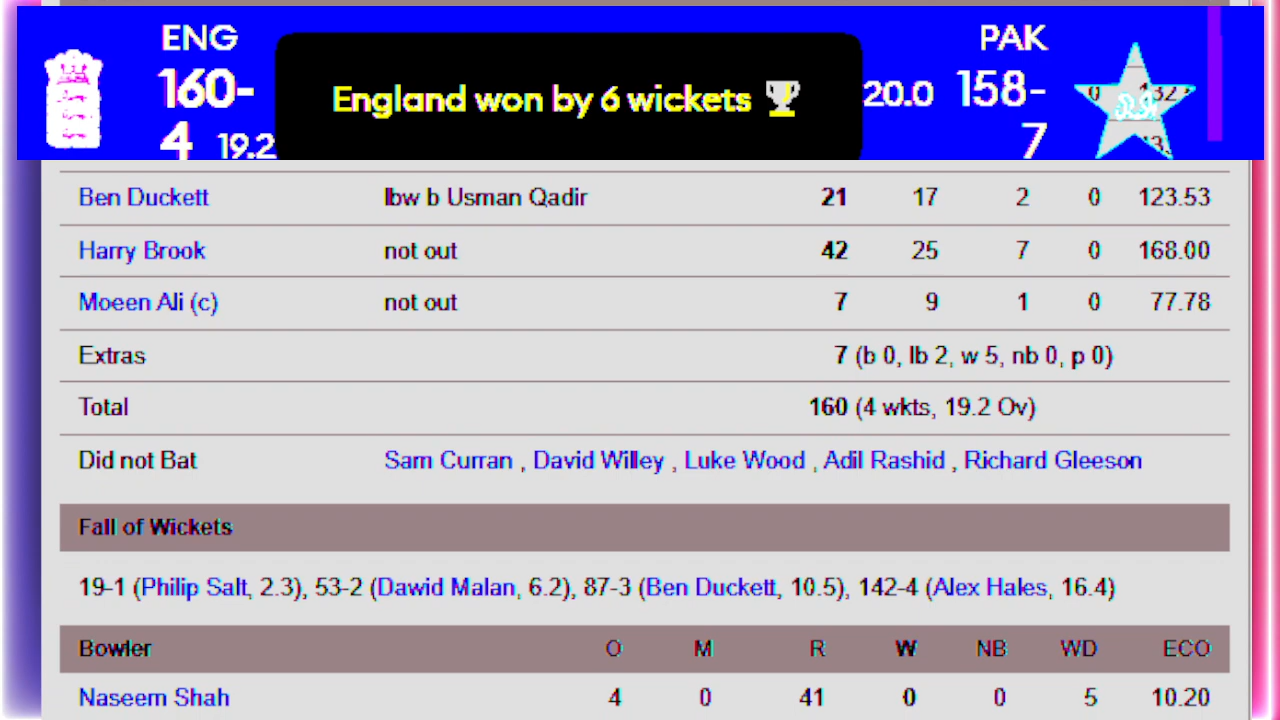 ENG
160-
4 19.2
England won by 6 wickets
20.0
PAK
158-
7
Ben Duckett lbw b Usman Qadir 21 17 2 0 123.53
Harry Brook not out 42 25 7 0 168.00
Moeen Ali (c) not out 7 9 1 0 77.78
Extras 7 (b 0, lb 2, w 5, nb 0, p 0)
Total 160 (4 wkts, 19.2 Ov)
Did not Bat Sam Curran , David Willey , Luke Wood , Adil Rashid , Richard Gleeson
Fall of Wickets
19-1 (Philip Salt, 2.3), 53-2 (Dawid Malan, 6.2), 87-3 (Ben Duckett, 10.5), 142-4 (Alex Hales, 16.4)
Bowler O M R W NB WD ECO
Naseem Shah 4 0 41 0 0 5 10.20